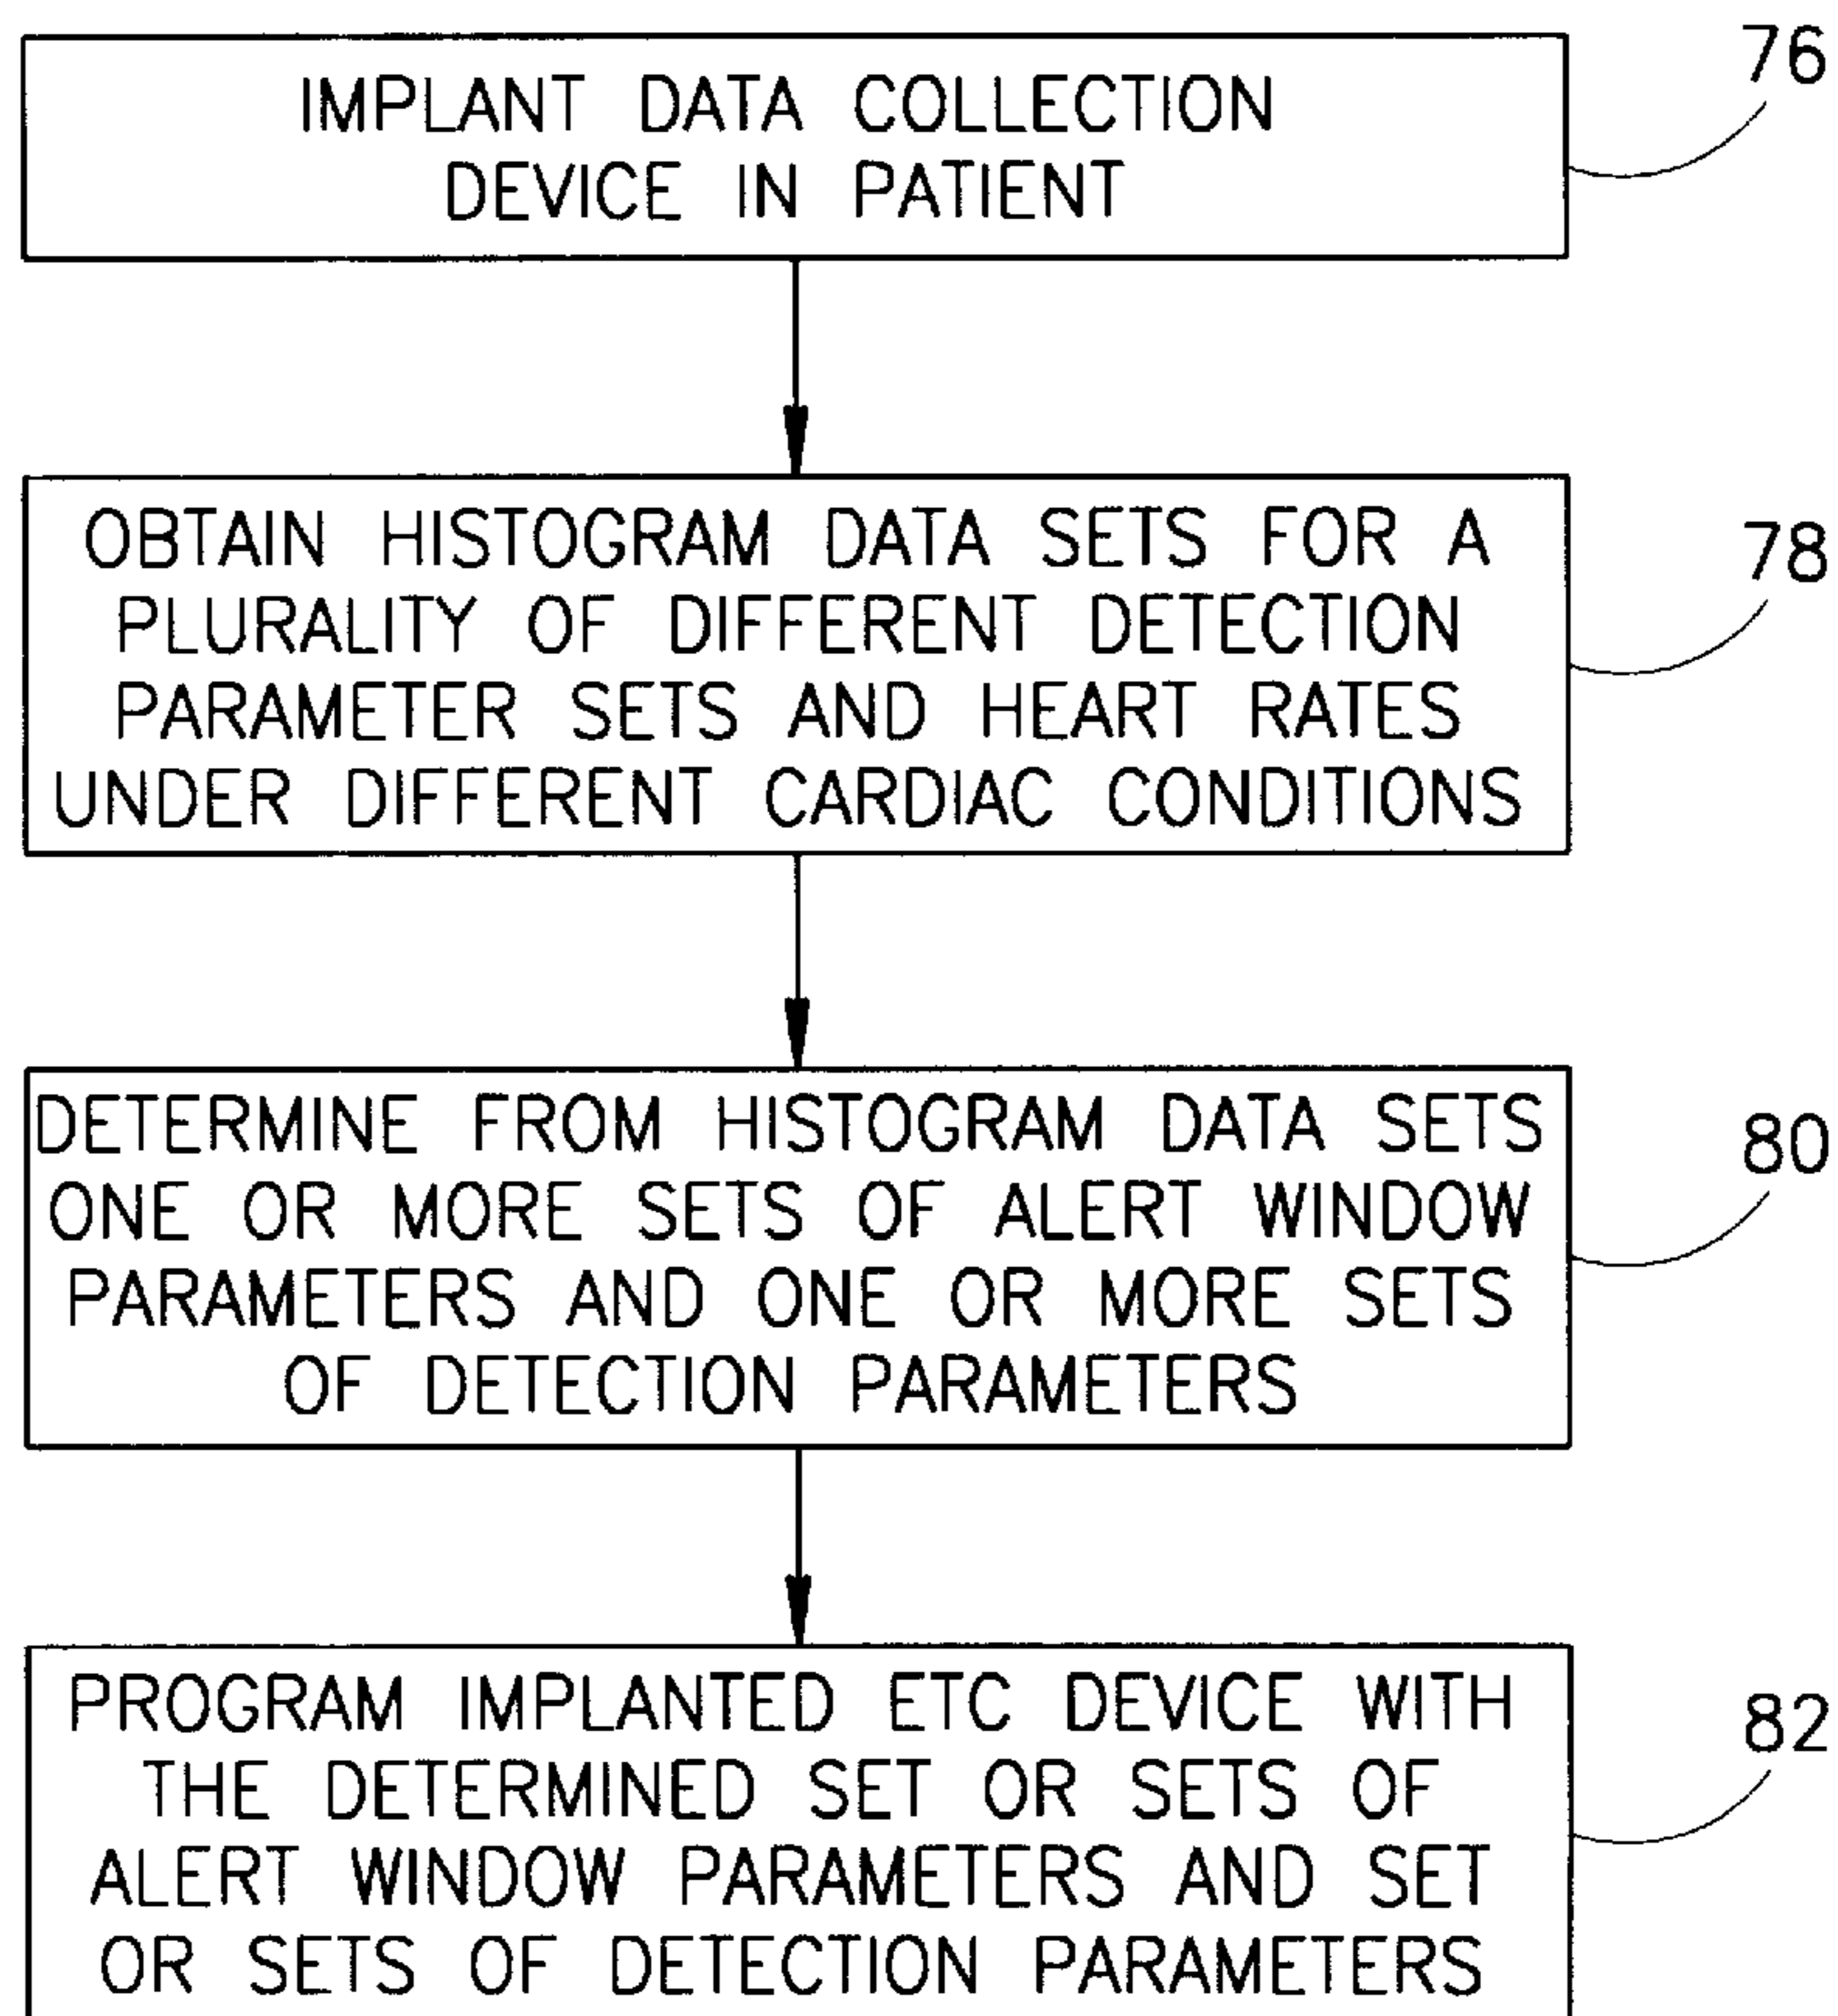 76
IMPLANT DATA COLLECTION
DEVICE IN PATIENT
78
OBTAIN HISTOGRAM DATA SETS FOR A
PLURALITY OF DIFFERENT DETECTION
PARAMETER SETS AND HEART RATES
UNDER DIFFERENT CARDIAC CONDITIONS
80
DETERMINE FROM HISTOGRAM DATA SETS
ONE OR MORE SETS OF ALERT WINDOW
PARAMETERS AND ONE OR MORE SETS
OF DETECTION PARAMETERS
82
PROGRAM IMPLANTED ETC DEVICE WITH
THE DETERMINED SET OR SETS OF
ALERT WINDOW PARAMETERS AND SET
OR SETS OF DETECTION PARAMETERS